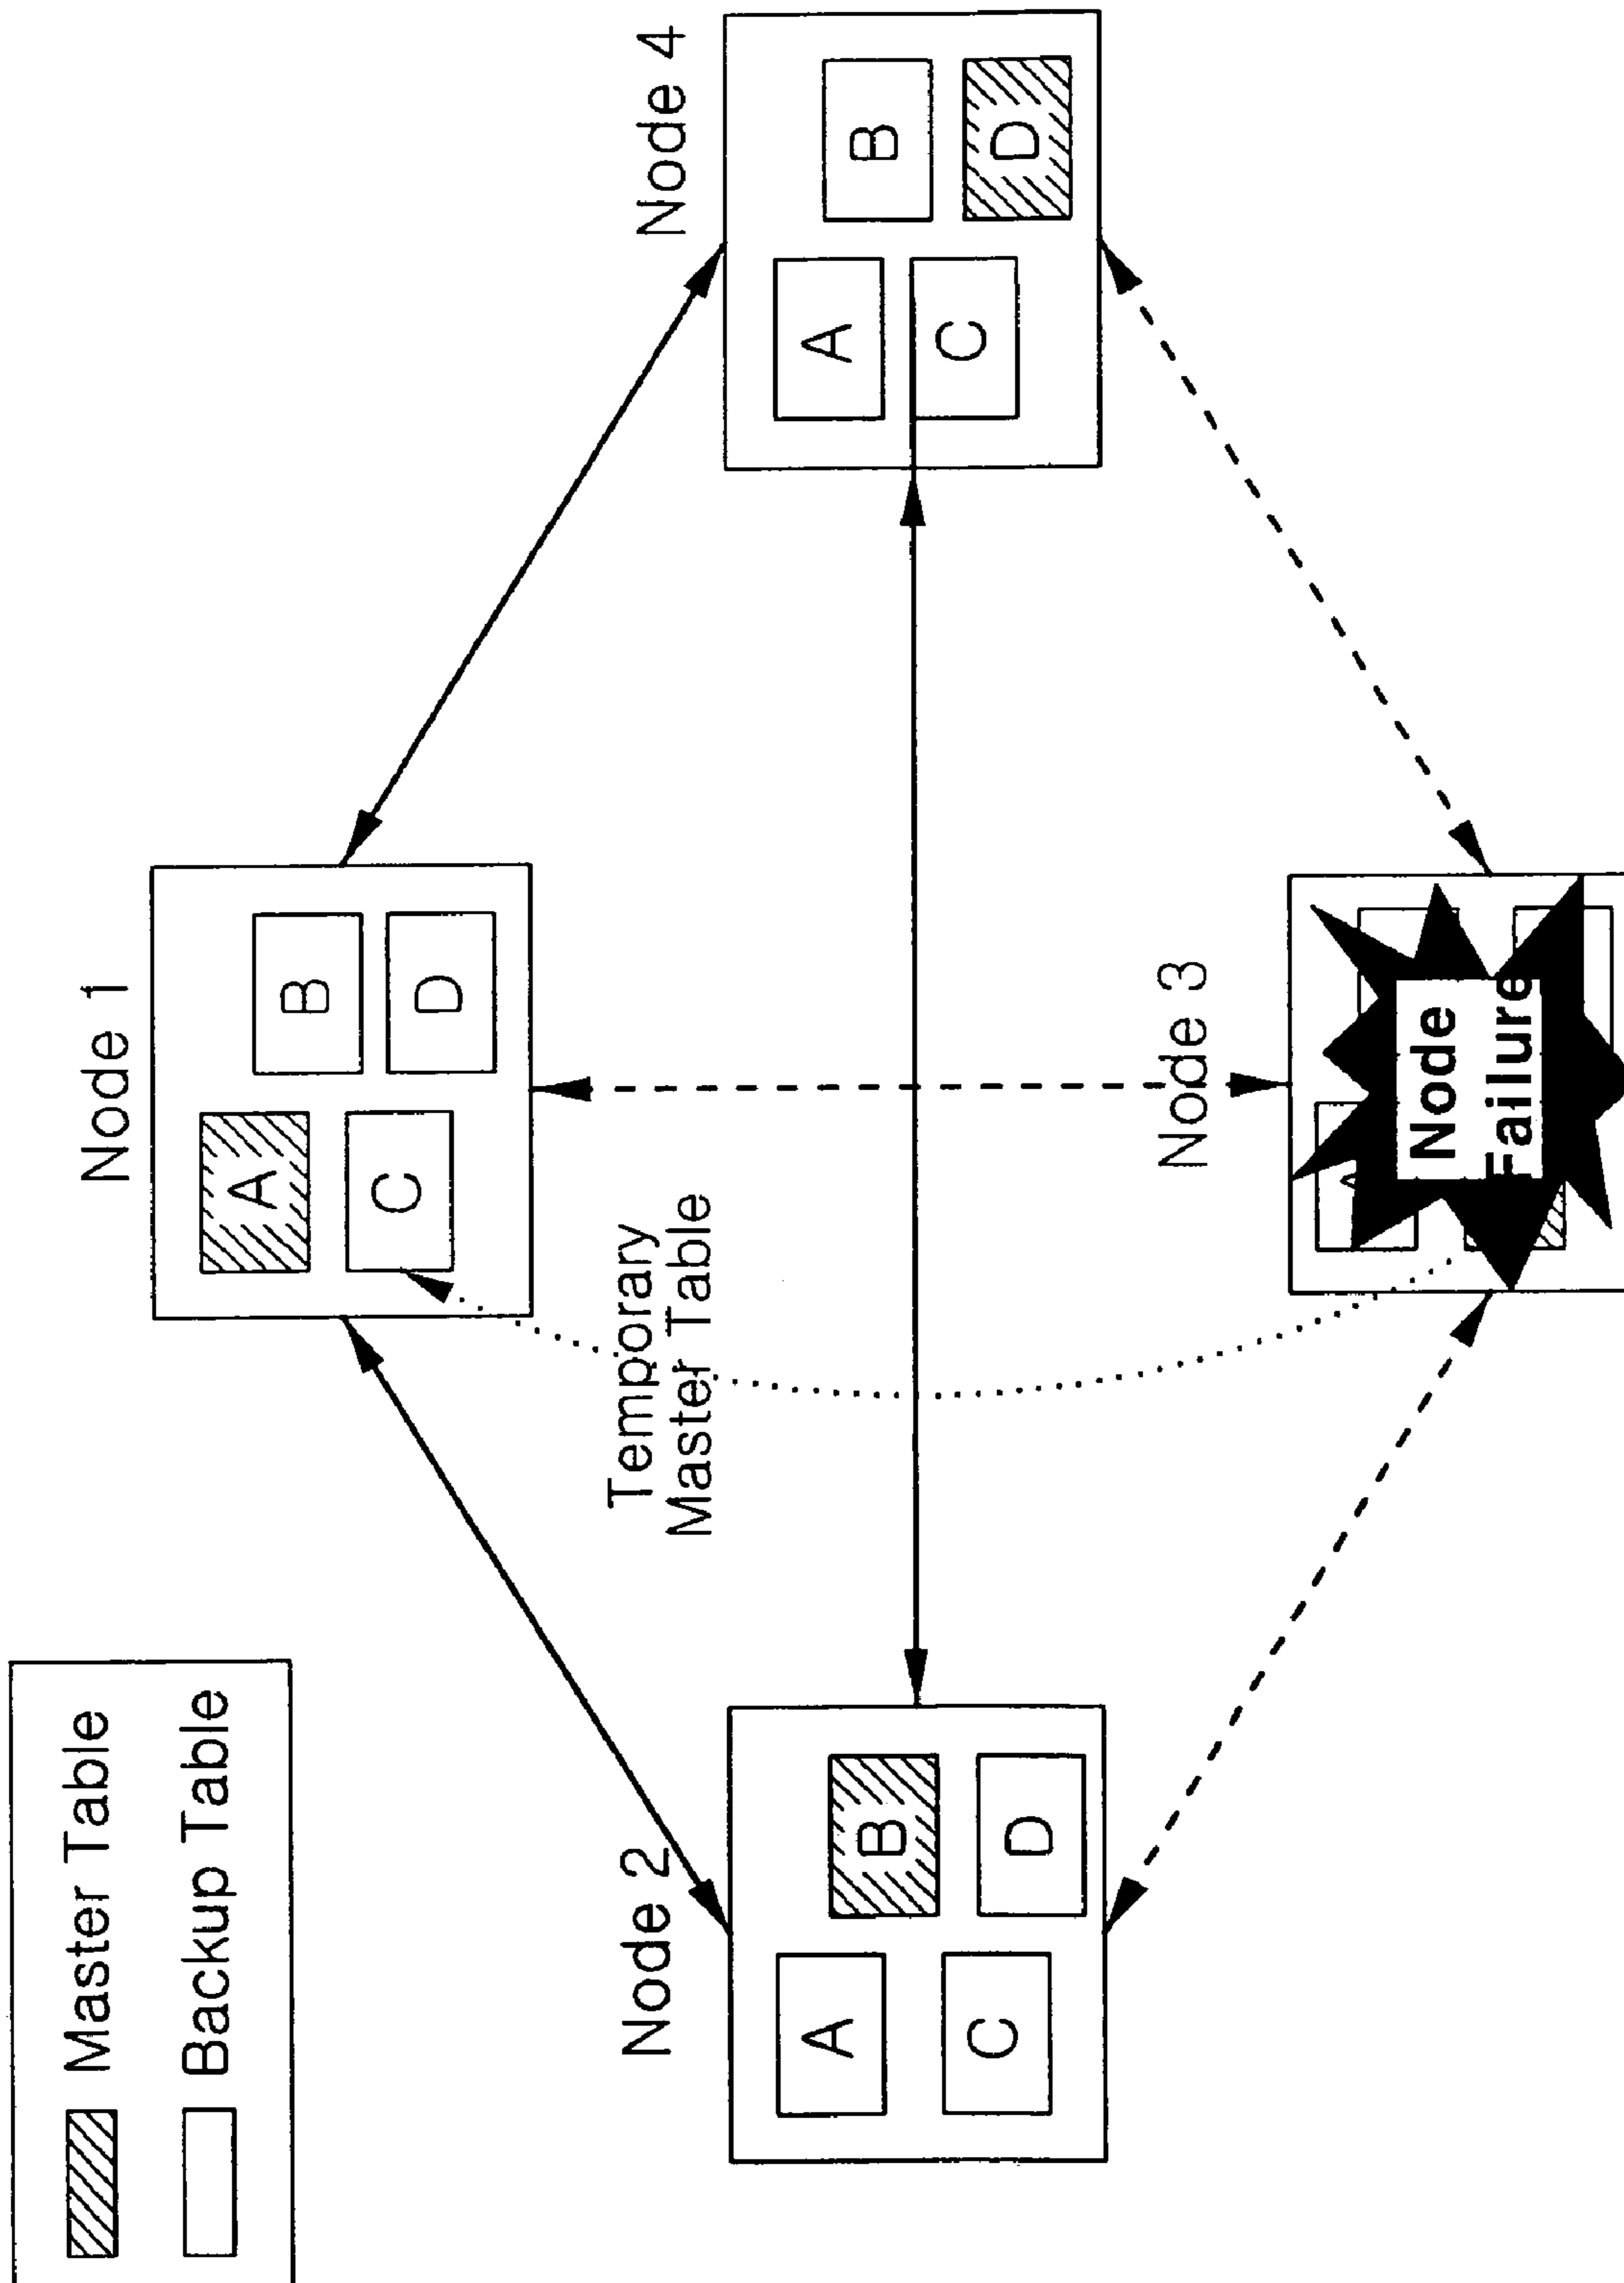 Master Table
Backup Table
Node 1
A
B
C
D
Node 2
A
B
C
D
Temporary
Master Table
Node 4
A
B
C
D
Node 3
Node
Failure